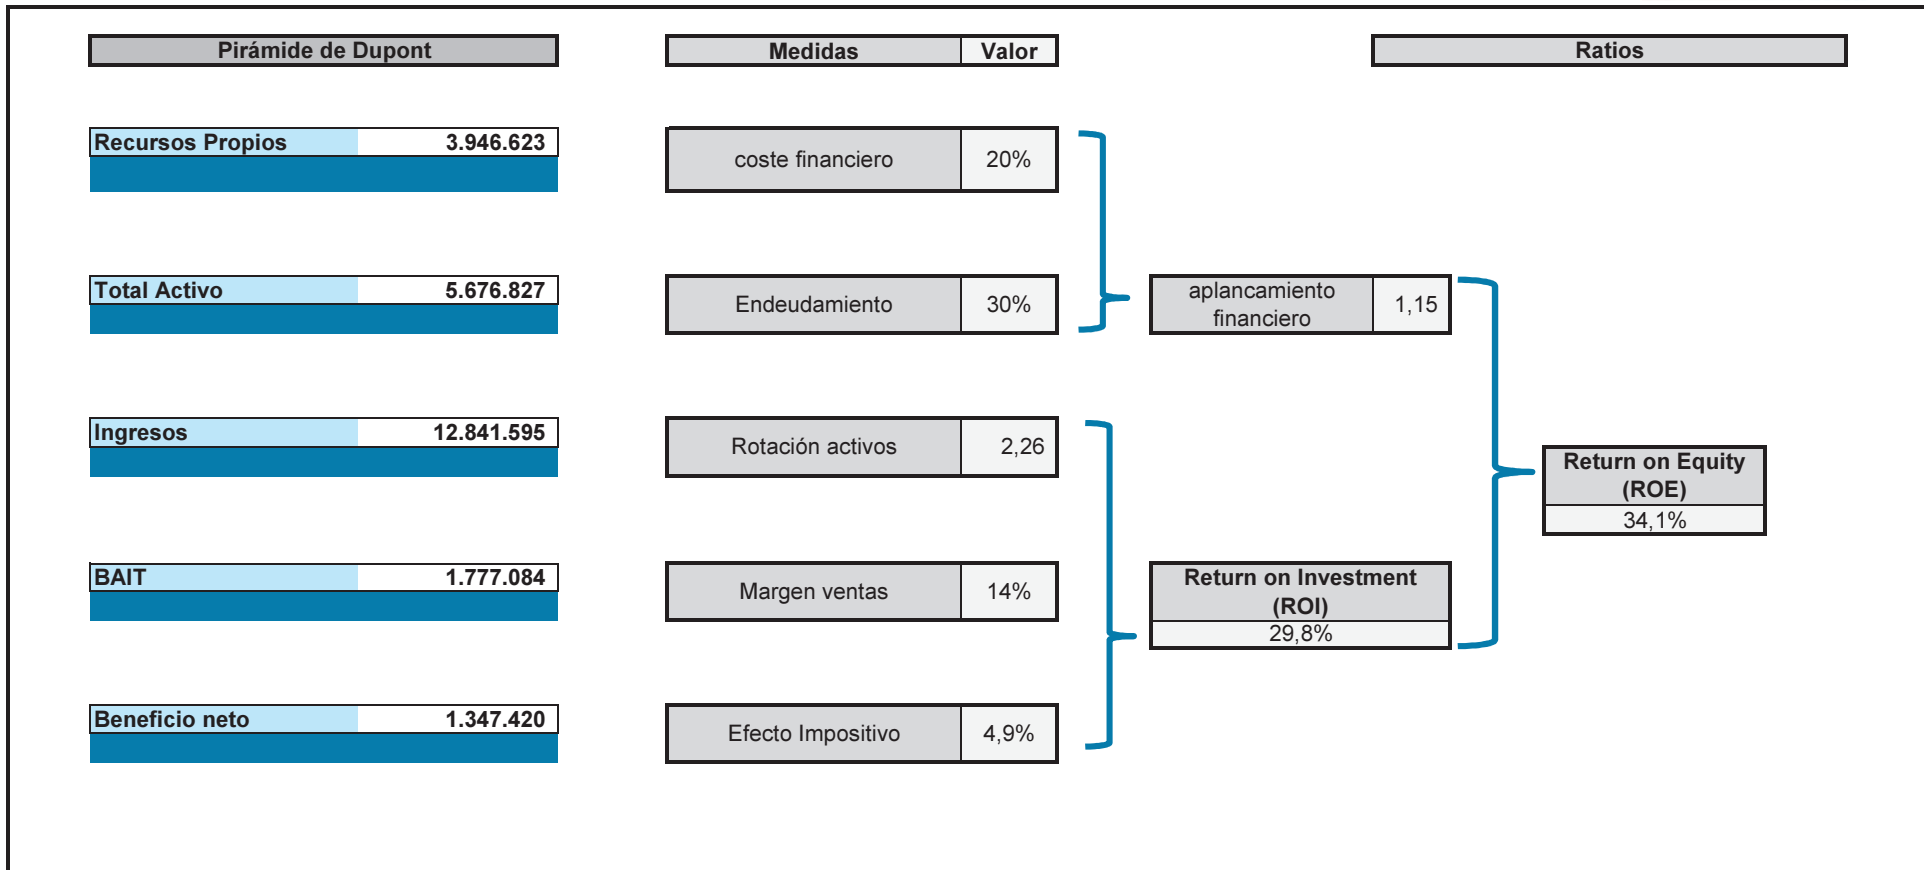 Pirámide de Dupont
Medidas
Valor
Ratios
Recursos Propios
3.946.623
coste financiero
20%
Total Activo
5.676.827
Endeudamiento
30%
aplancamiento
financiero
1,15
Ingresos
12.841.595
Rotación activos
2,26
Return on Equity
(ROE)
34,1%
BAIT
1.777.084
Margen ventas
14%
Return on Investment
(ROI)
29,8%
Beneficio neto
1.347.420
Efecto Impositivo
4,9%